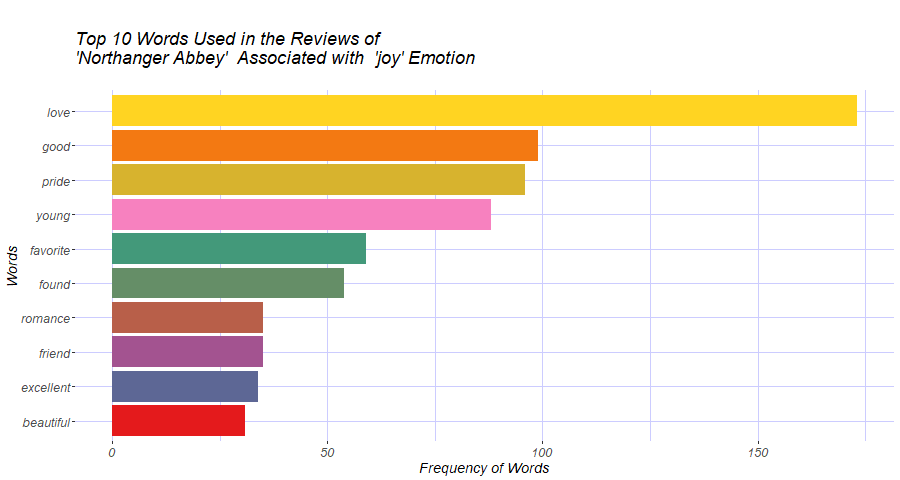 Top 10 Words Used in the Reviews of
'Northanger Abbey'  Associated with  'joy' Emotion
love
good
pride
young
favorite
found
romance
friend
excellent
beautiful
Words
0 50 100 150
Frequency of Words